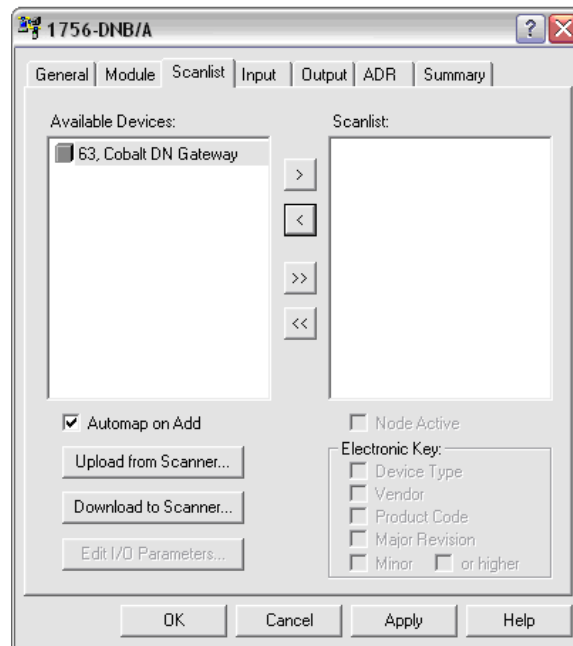 1756-DNB/A
General Module Scanlist Input Output ADR Summary
Available Devices:
63, Cobalt DN Gateway
Scanlist:
>
<
>>
<<
Automap on Add
Upload from Scanner...
Download to Scanner...
Edit I/O Parameters...
Node Active
Electronic Key:
Device Type
Vendor
Product Code
Major Revision
Minor or higher
OK Cancel Apply Help